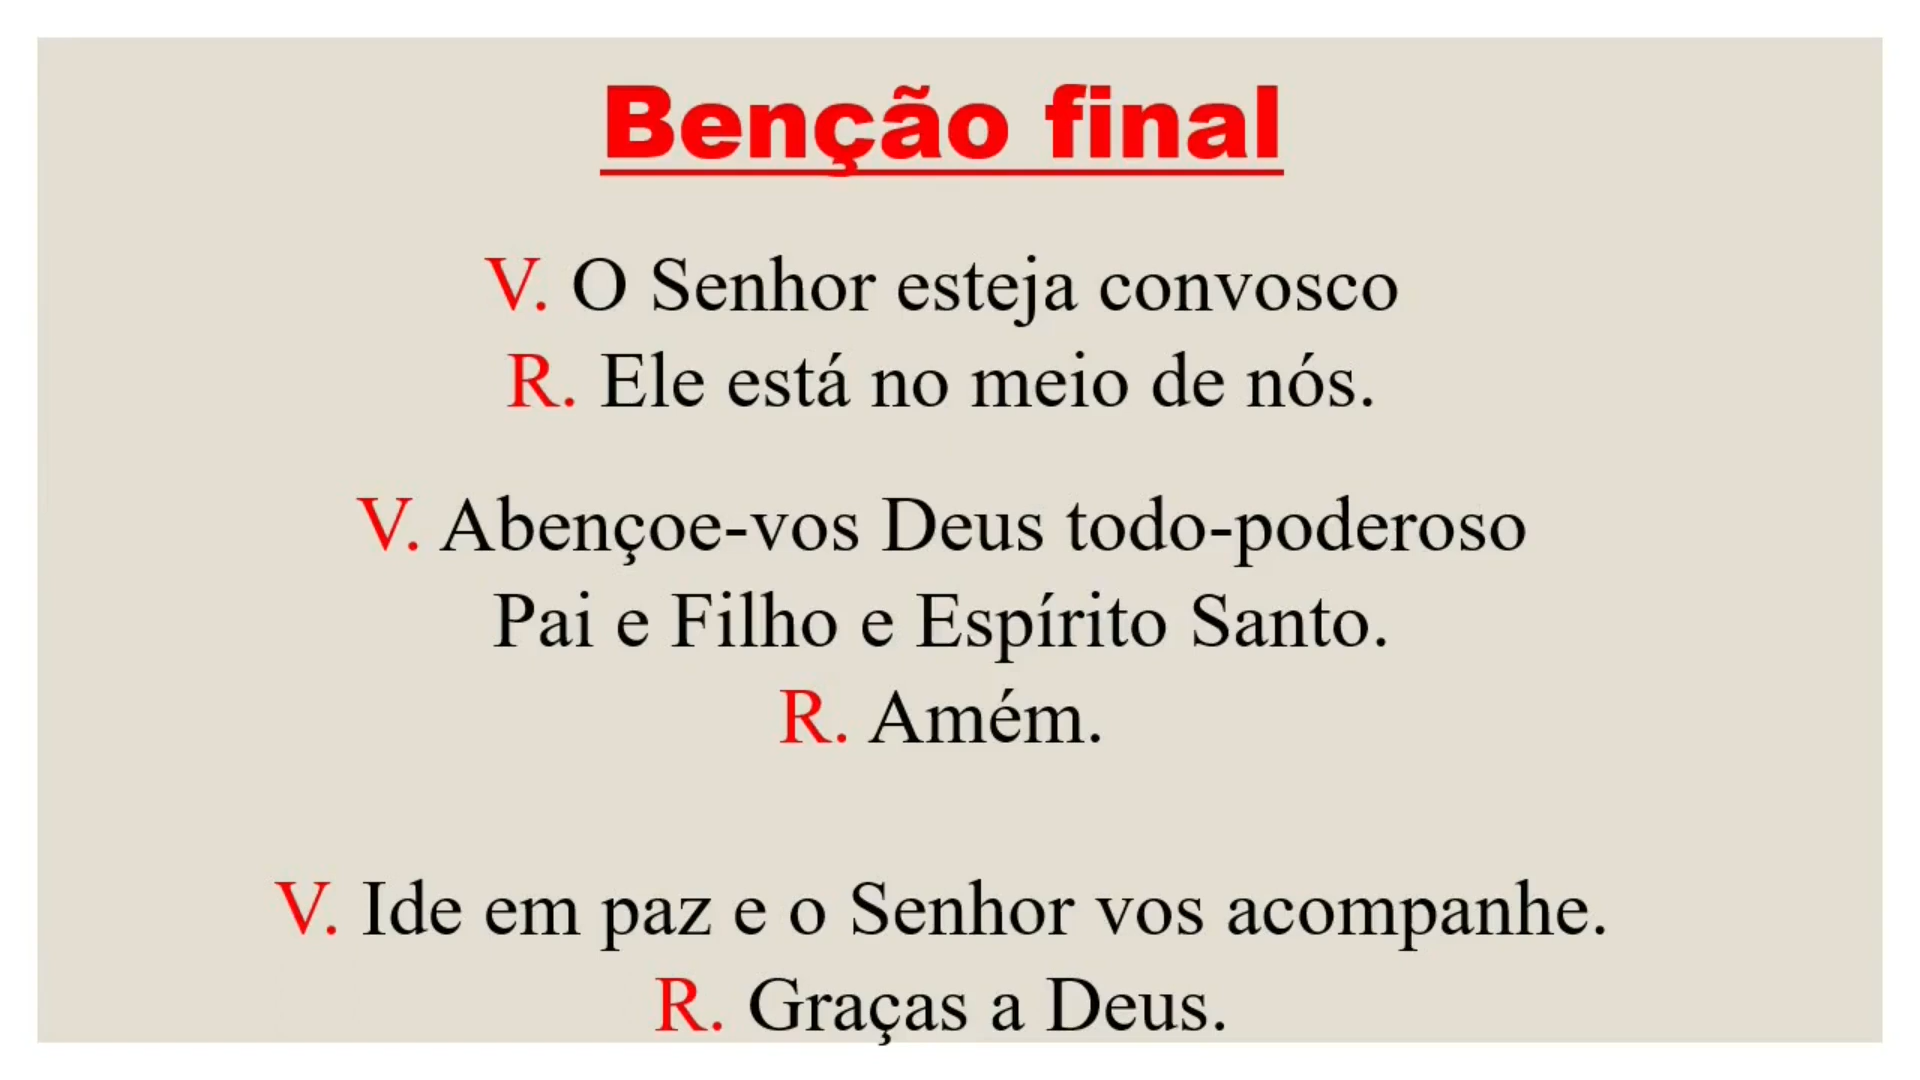 Benção final
V. O Senhor esteja convosco
R. Ele está no meio de nós.
V. Abençoe-vos Deus todo-poderoso
Pai e Filho e Espírito Santo.
R. Amém.
V. Ide em paz e o Senhor vos acompanhe.
R. Graças a Deus.